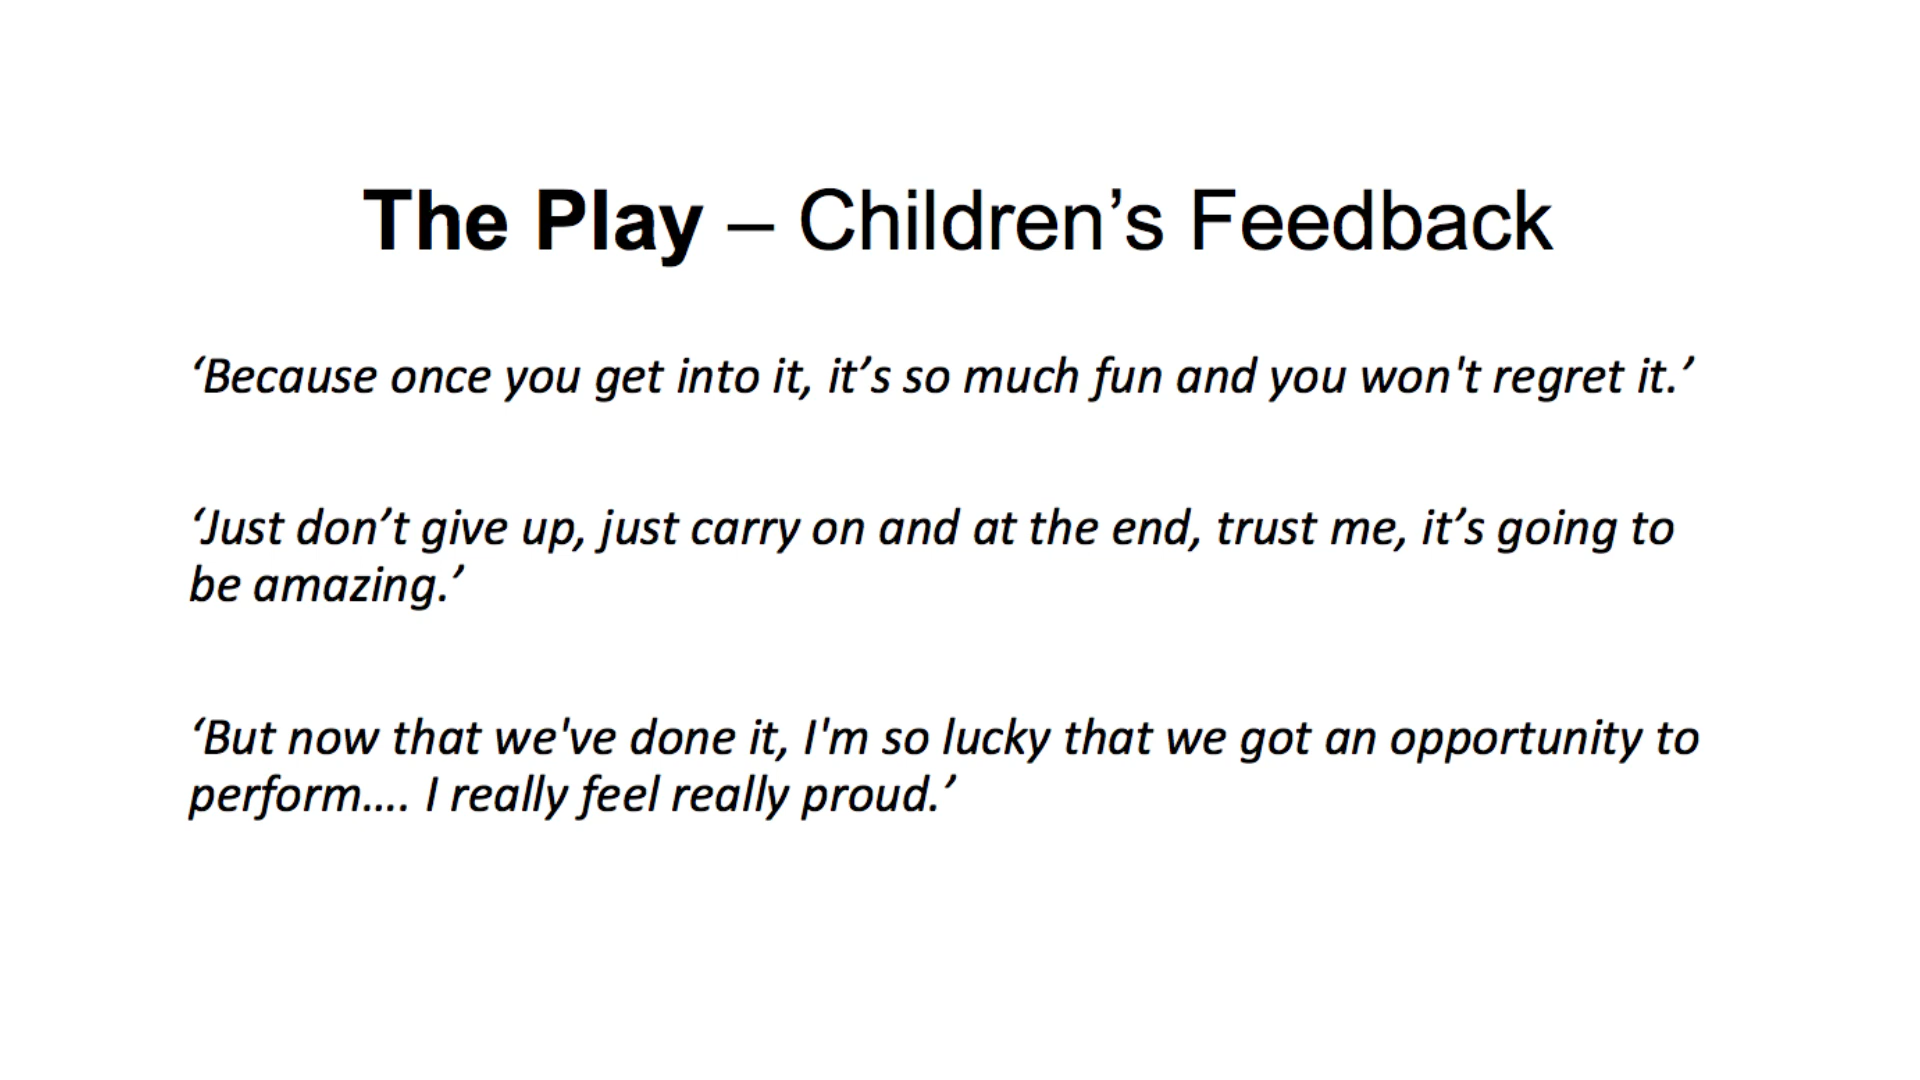 The Play – Children’s Feedback
‘Because once you get into it, it’s so much fun and you won't regret it.’
‘Just don’t give up, just carry on and at the end, trust me, it’s going to
be amazing.’
‘But now that we've done it, I'm so lucky that we got an opportunity to
perform…. I really feel really proud.’